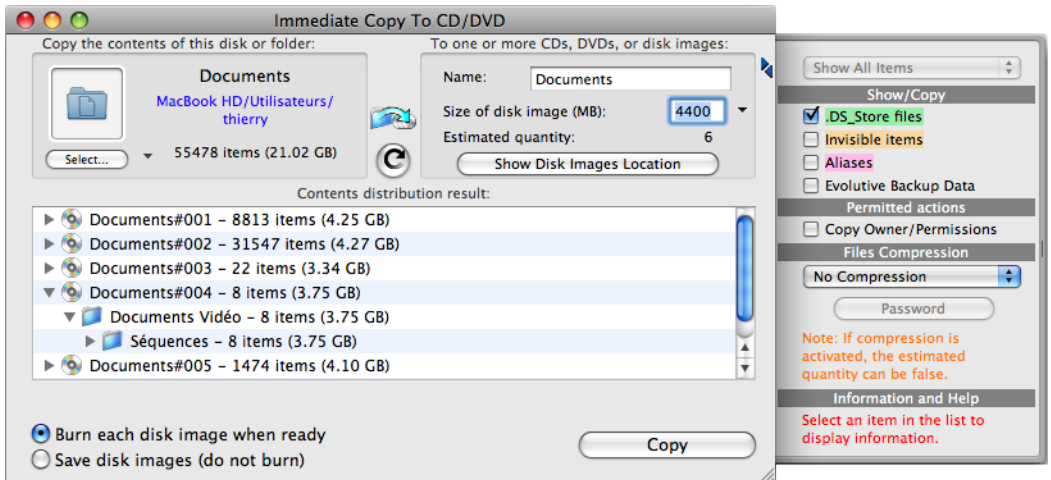 Immediate Copy To CD/DVD
Copy the contents of this disk or folder:
Documents
MacBook HD/Utilisateurs/
thierry
Select...
55478 items (21.02 GB)
To one or more CDs, DVDs, or disk images:
Name: Documents
Size of disk image (MB): 4400
Estimated quantity: 6
Show Disk Images Location
Contents distribution result:
Documents#001 – 8813 items (4.25 GB)
Documents#002 – 31547 items (4.27 GB)
Documents#003 – 22 items (3.34 GB)
Documents#004 – 8 items (3.75 GB)
Documents Vidéo – 8 items (3.75 GB)
Séquences – 8 items (3.75 GB)
Documents#005 – 1474 items (4.10 GB)
Burn each disk image when ready
Save disk images (do not burn)
Copy
Show All Items
Show/Copy
.DS_Store files
Invisible items
Aliases
Evolutive Backup Data
Permitted actions
Copy Owner/Permissions
Files Compression
No Compression
Password
Note: If compression is
activated, the estimated
quantity can be false.
Information and Help
Select an item in the list to
display information.